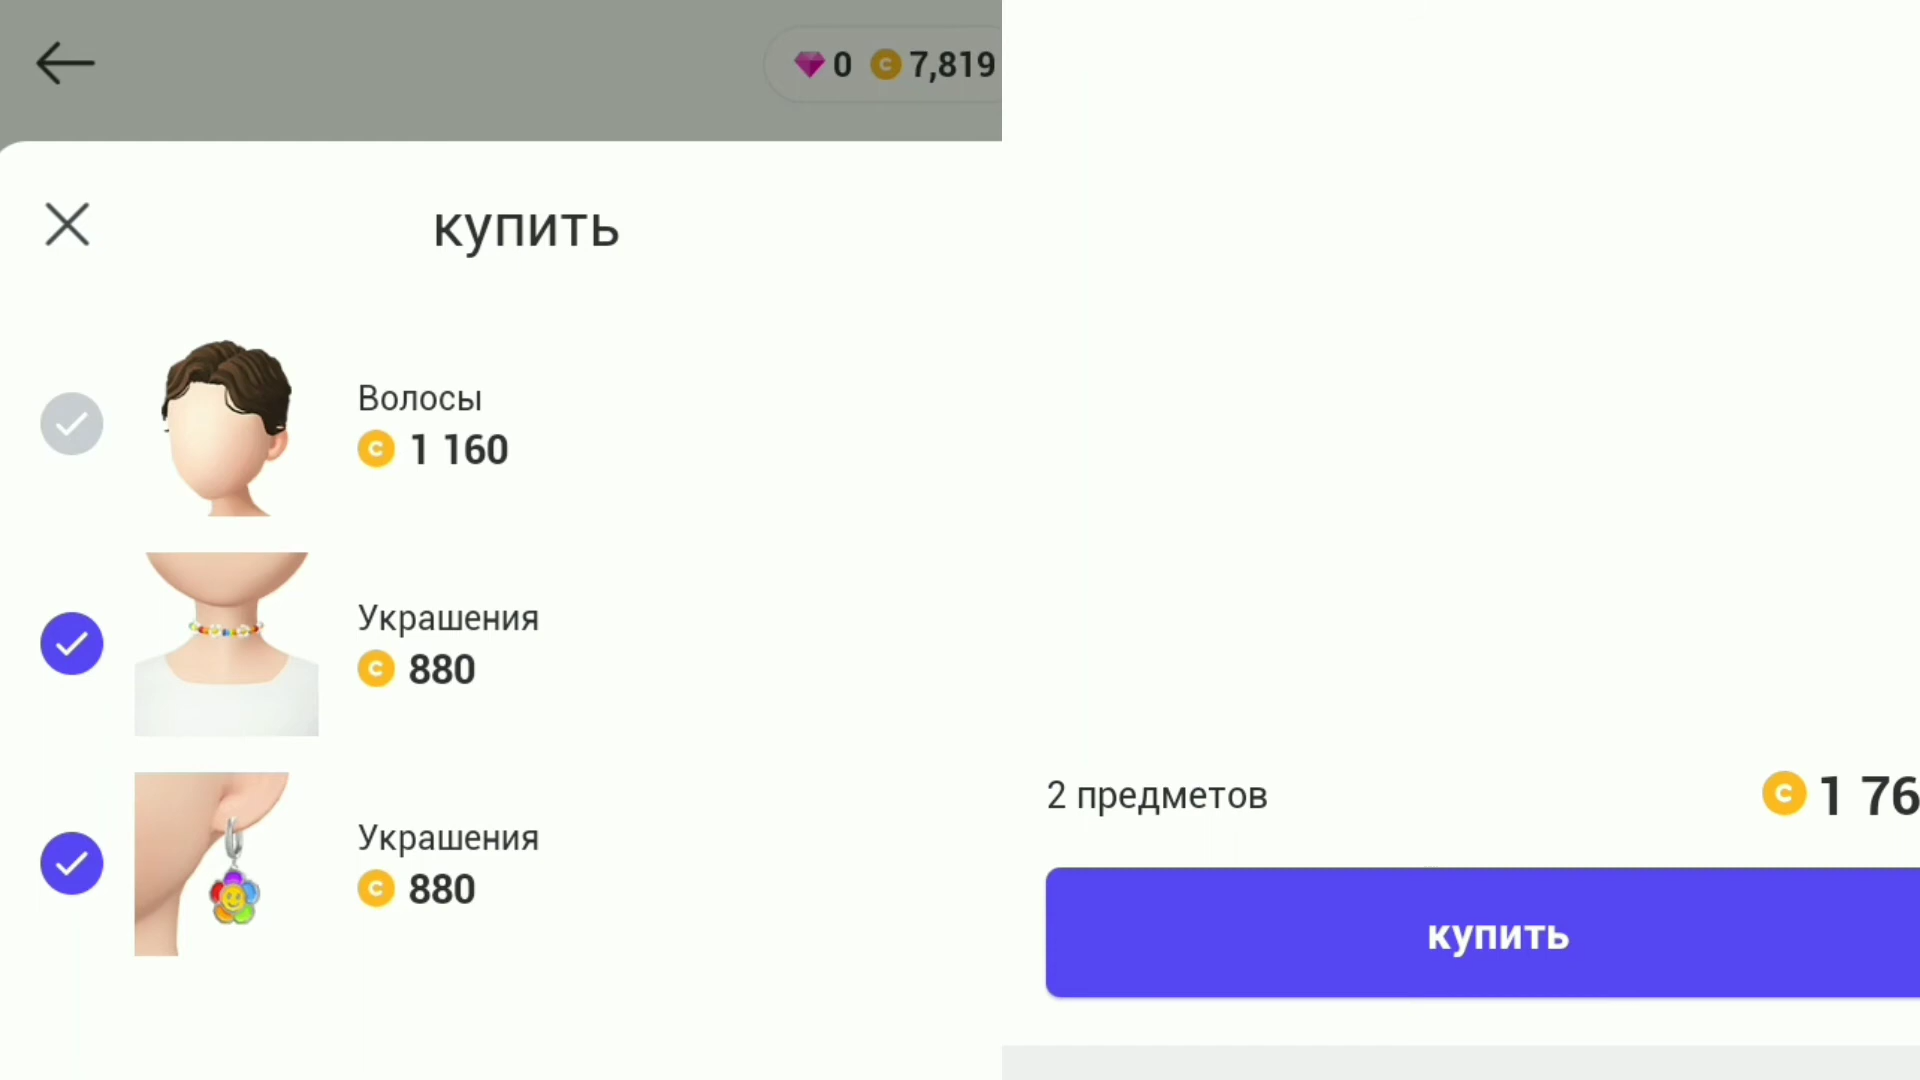 0 7,819
купить
Волосы
1 160
Украшения
880
Украшения
880
2 предметов
1 76
купить